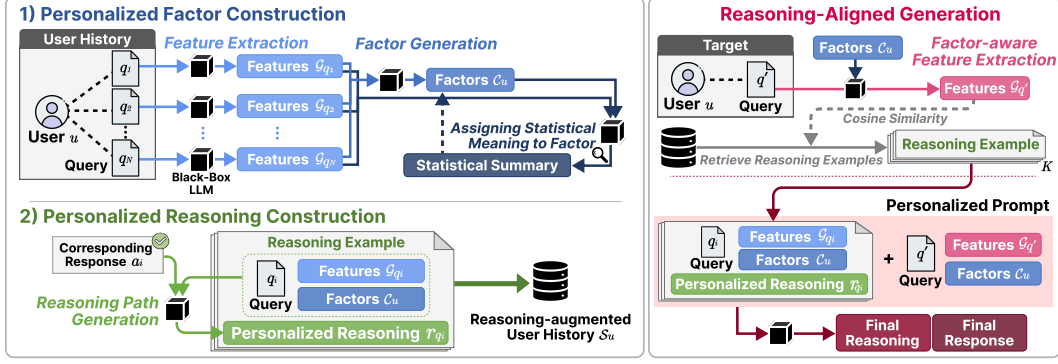 1) Personalized Factor Construction
User History
Feature Extraction
Factor Generation
q1
Features Gq1
Factors Cu
User u
q2
Features Gq2
Assigning Statistical
Meaning to Factor
Query
qN
Features GqN
Statistical Summary
Black-Box
LLM
2) Personalized Reasoning Construction
Corresponding
Response ai
Reasoning Example
qi
Query
Features Gqi
Factors Cu
Reasoning Path
Generation
Personalized Reasoning rqi
Reasoning-augmented
User History Su
Reasoning-Aligned Generation
Target
Factors Cu
Factor-aware
Feature Extraction
q′
User u
Query
Features Gq′
Cosine Similarity
Retrieve Reasoning Examples
Reasoning Example
K
Personalized Prompt
qi
Query
Features Gqi
Factors Cu
Personalized Reasoning rqi
+
q′
Query
Features Gq′
Factors Cu
Final
Reasoning
Final
Response